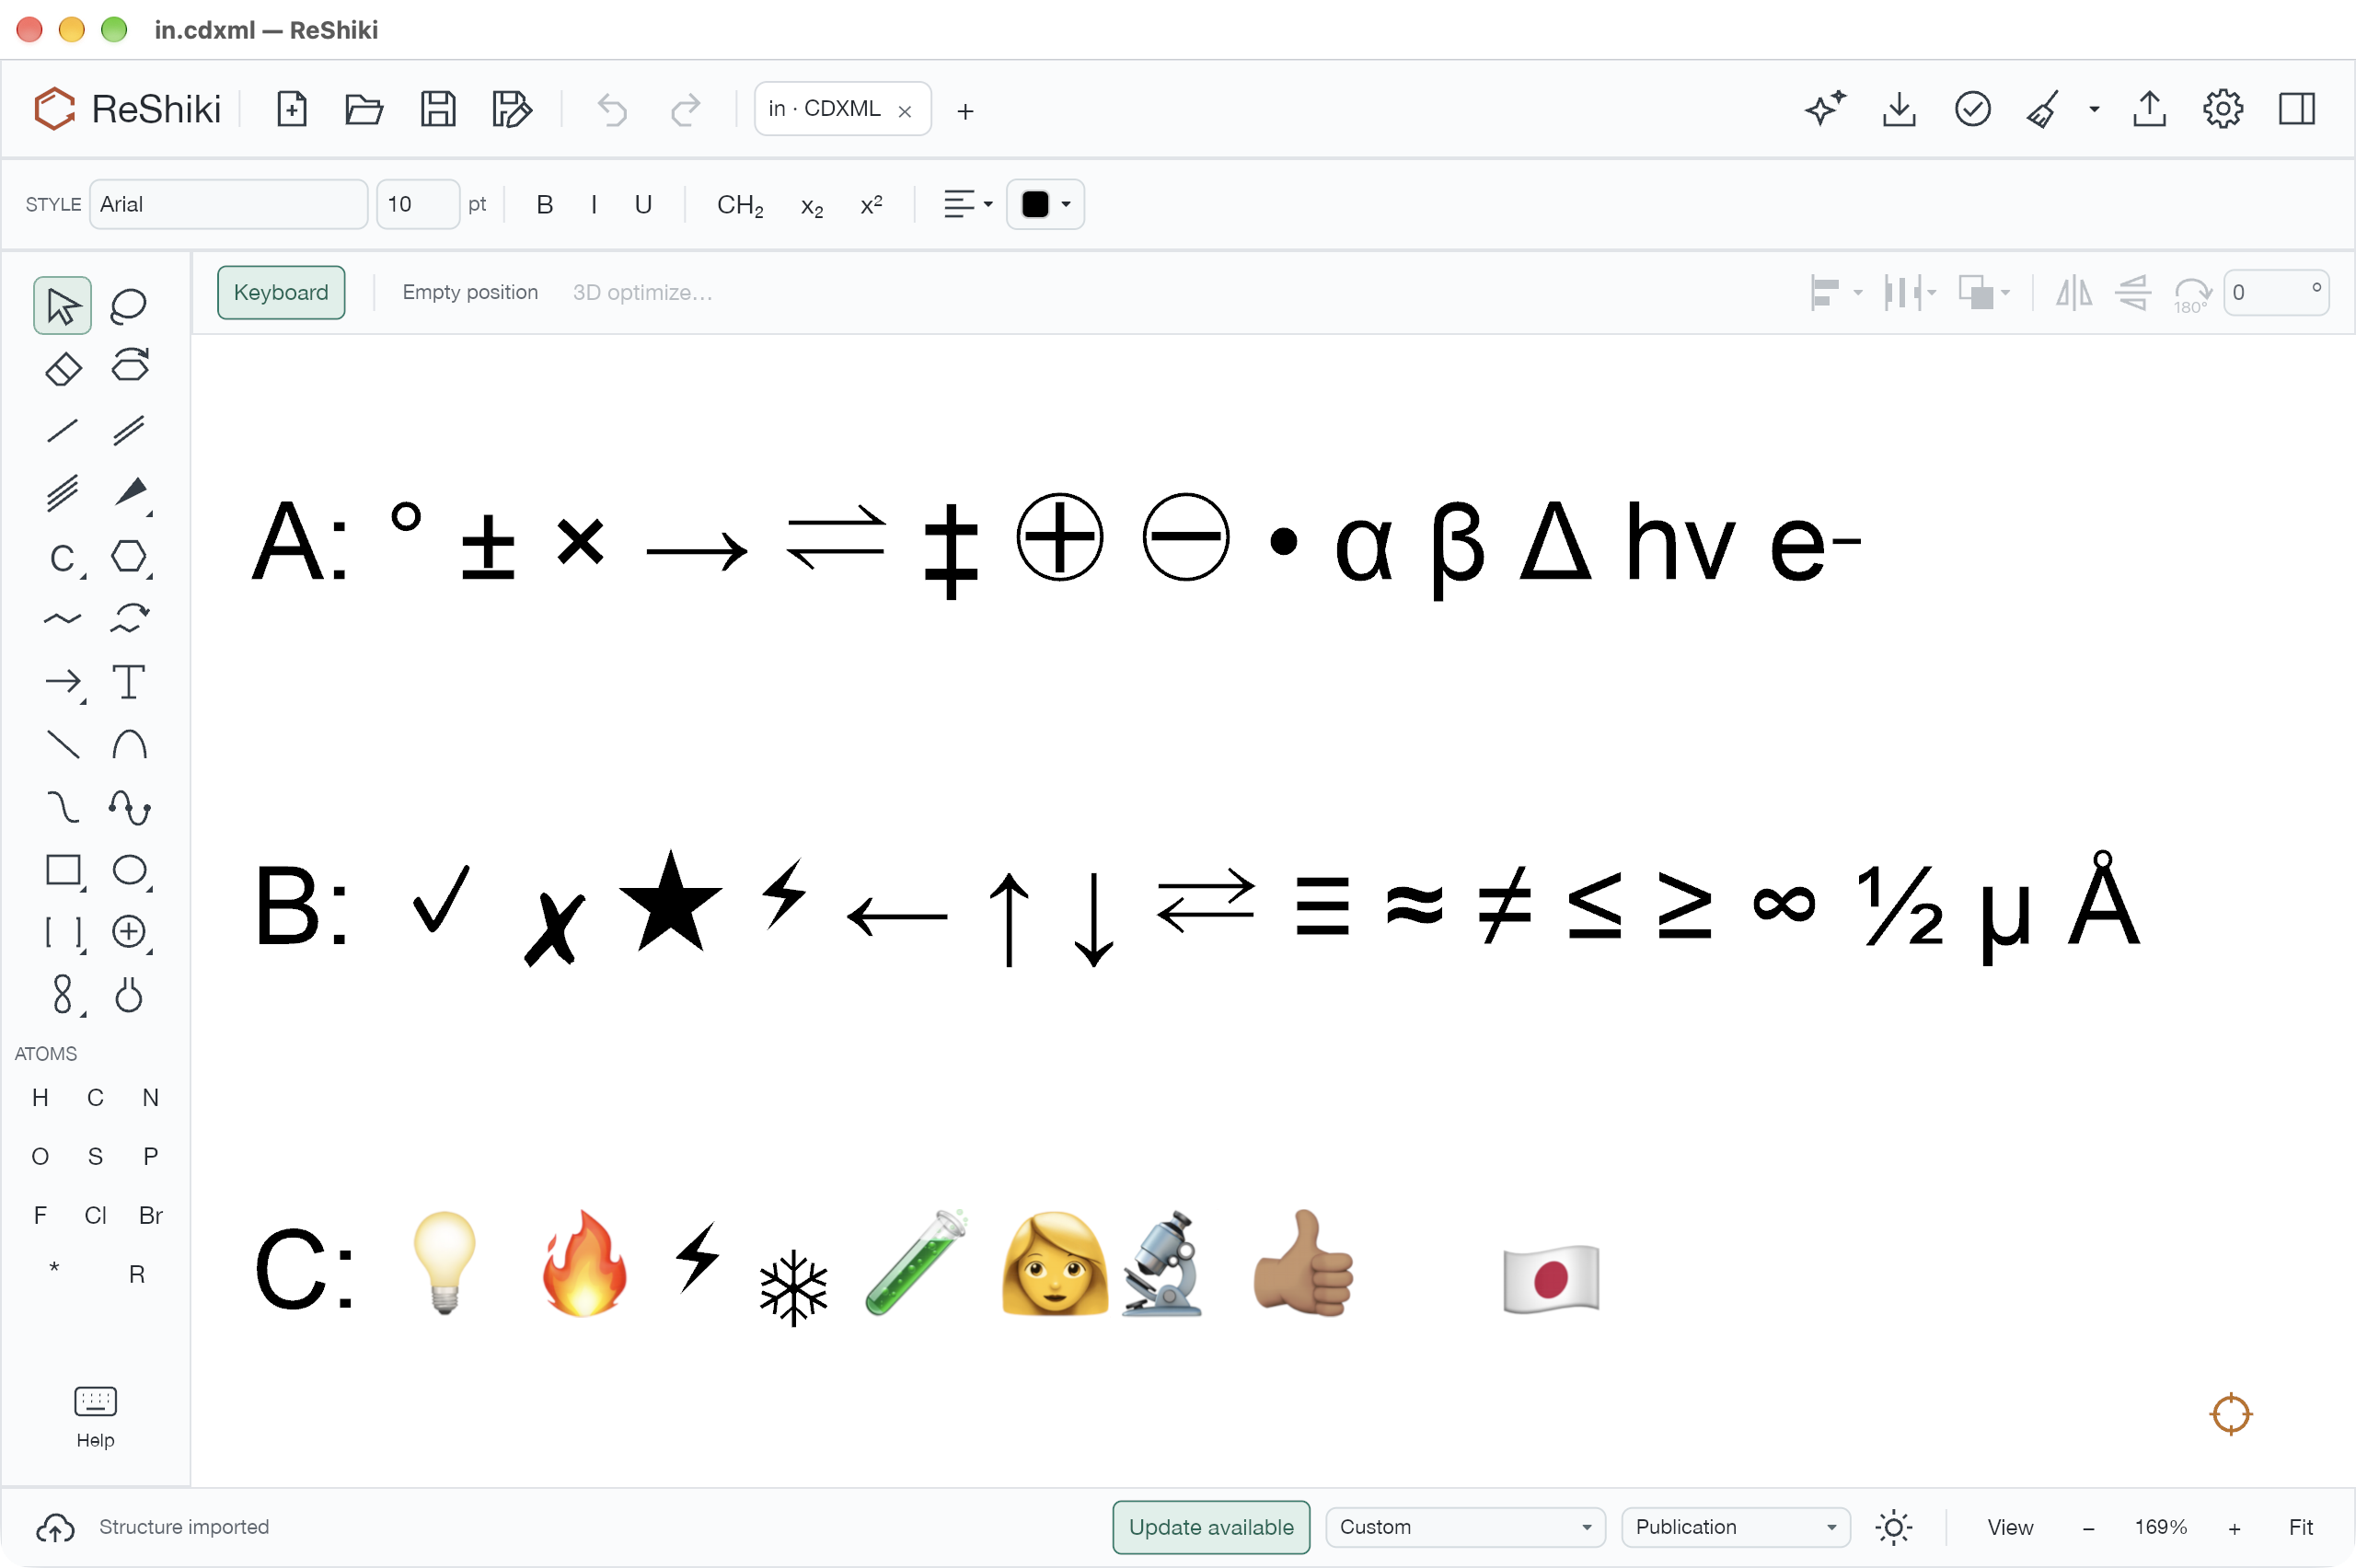 in.cdxml — ReShiki
ReShiki
in · CDXML × +
STYLE Arial 10 pt B I U CH₂ x₂ x²
Keyboard Empty position 3D optimize... 180° 0 °
A: ° ± × → ⇌ ‡ ⊕ ⊖ • α β Δ hν e⁻
B: ✓ ✗ ★ ⚡ ← ↑ ↓ ⇄ ≡ ≈ ≠ ≤ ≥ ∞ ½ µ Å
C: 💡 🔥 ⚡ ❄ 🧪 👩🔬 👍🏽 🇯🇵
C
T
[ ]
ATOMS
H C N
O S P
F Cl Br
* R
Help
Structure imported Update available Custom Publication View − 169% + Fit